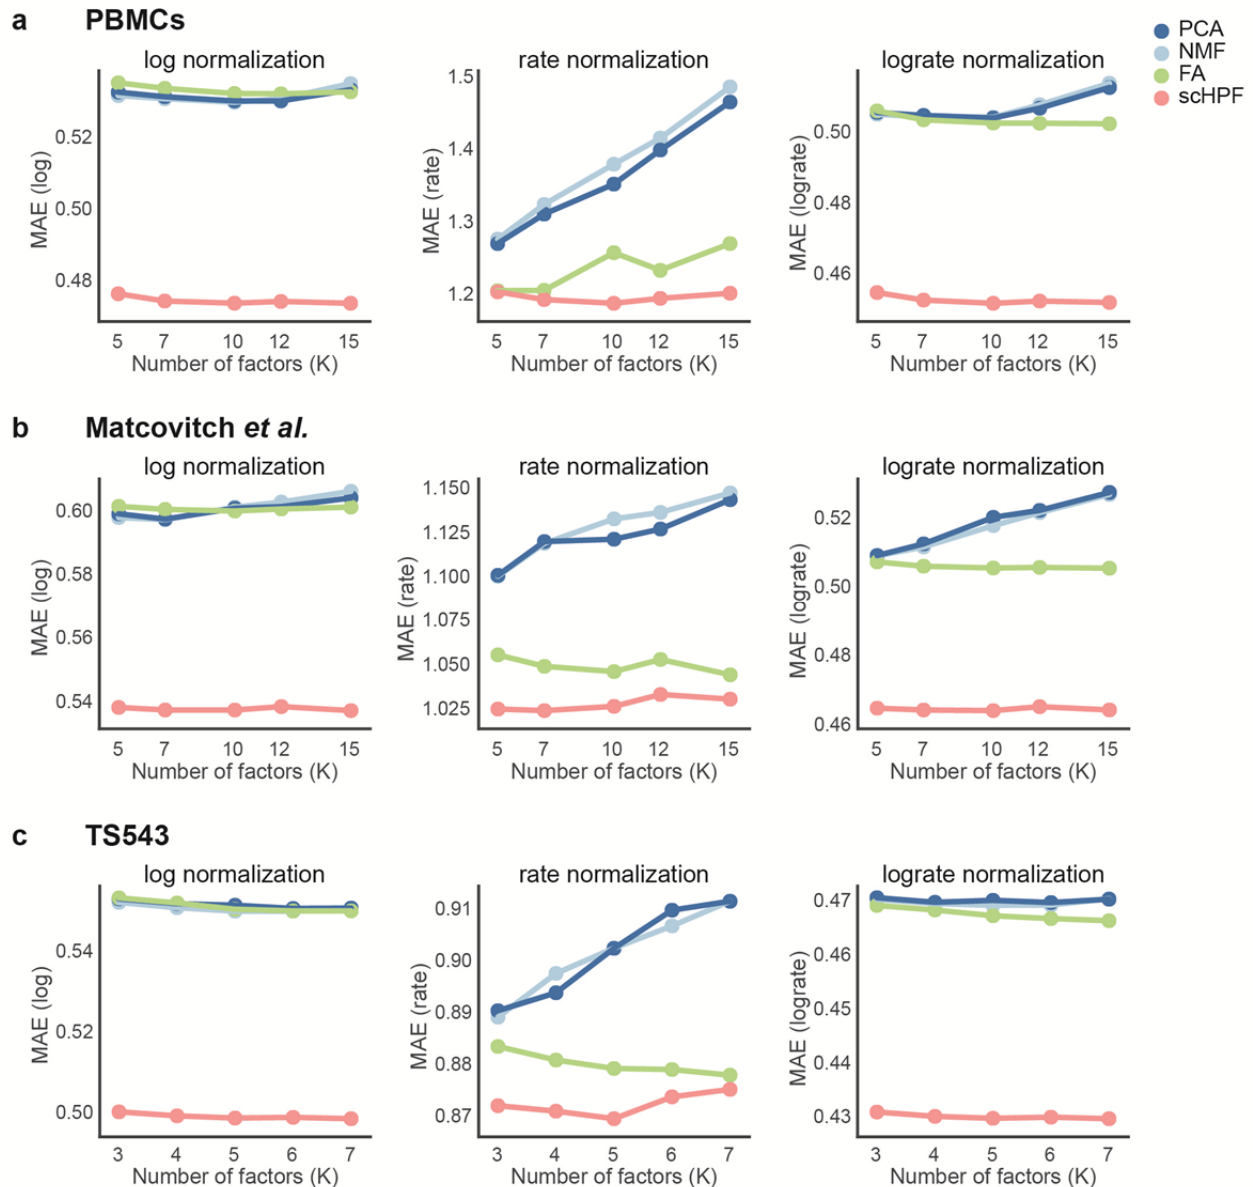 a PBMCs
PCA
NMF
FA
scHPF
log normalization
MAE (log)
0.52
0.50
0.48
5 7 10 12 15
Number of factors (K)
rate normalization
MAE (rate)
1.5
1.4
1.3
1.2
5 7 10 12 15
Number of factors (K)
lograte normalization
MAE (lograte)
0.50
0.48
0.46
5 7 10 12 15
Number of factors (K)
b Matcovitch et al.
log normalization
MAE (log)
0.60
0.58
0.56
0.54
5 7 10 12 15
Number of factors (K)
rate normalization
MAE (rate)
1.150
1.125
1.100
1.075
1.050
1.025
5 7 10 12 15
Number of factors (K)
lograte normalization
MAE (lograte)
0.52
0.50
0.48
0.46
5 7 10 12 15
Number of factors (K)
c TS543
log normalization
MAE (log)
0.54
0.52
0.50
3 4 5 6 7
Number of factors (K)
rate normalization
MAE (rate)
0.91
0.90
0.89
0.88
0.87
3 4 5 6 7
Number of factors (K)
lograte normalization
MAE (lograte)
0.47
0.46
0.45
0.44
0.43
3 4 5 6 7
Number of factors (K)